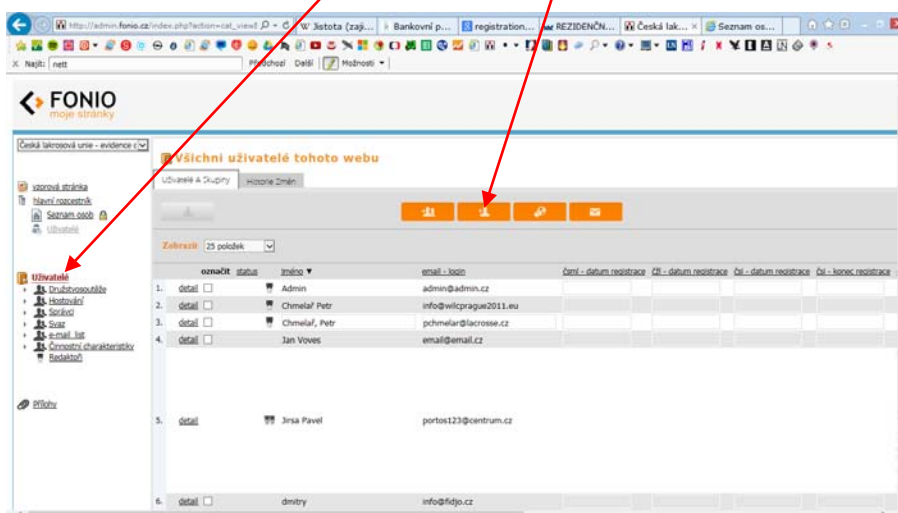 http://admin.fonio.cz/index.php?action=cat_view
Jistota (zaji...
Bankovní p...
registration...
REZIDENČN...
Česká lak...
Seznam os...
X Najít: nett
Předchozí Další Možnosti
FONIO
moje stránky
Česká lakrosová unie - evidence č
Všichni uživatelé tohoto webu
vzorová stránka
Uživatelé A Skupiny Historie Změn
hlavní rozcestník
Seznam osob
Uživatelé
Zobrazit 25 položek
označit status jméno ▼ email - login čsml - datum registrace ČŽl - datum registrace čsl - datum registrace čsl - konec registrace
Uživatelé
Družstvosoutěže
Hostování
Správci
Svaz
e-mail_list
Činnostní charakteristiky
Redaktoři
Přílohy
1. detail Admin admin@admin.cz
2. detail Chmelař Petr info@wilcprague2011.eu
3. detail Chmelař, Petr pchmelar@lacrosse.cz
4. detail Jan Voves email@email.cz
5. detail Jirsa Pavel portos123@centrum.cz
6. detail dmitry info@fidjo.cz